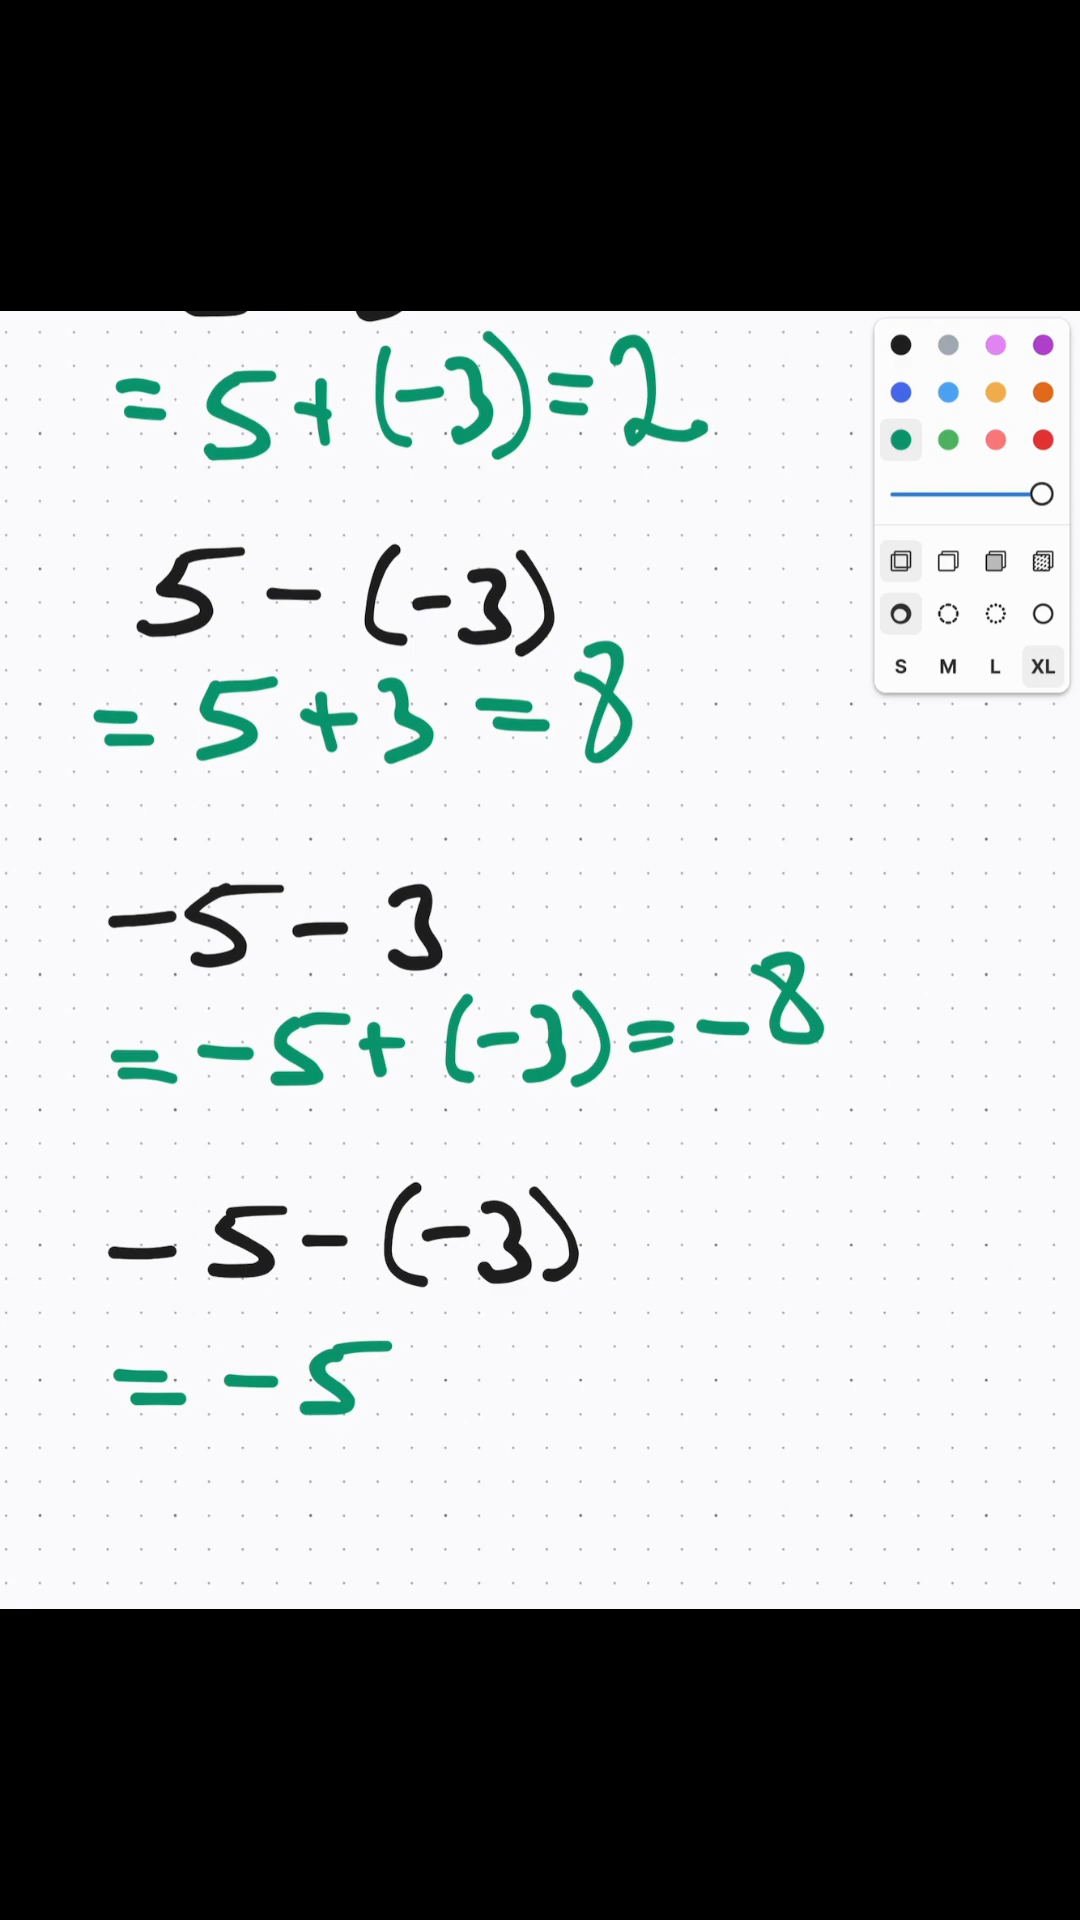 = 5 + (-3) = 2
5 - (-3)
= 5 + 3 = 8
-5 - 3
= -5 + (-3) = -8
-5 - (-3)
= -5
S M L XL